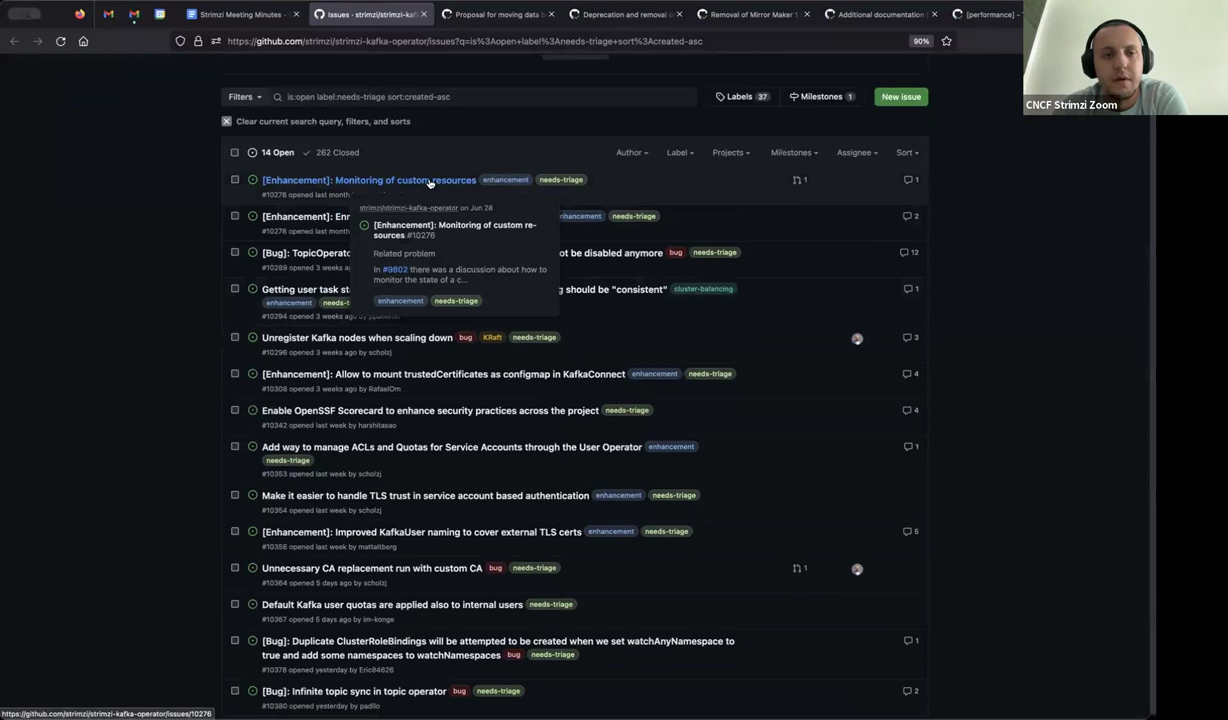 Strimzi Meeting Minutes -
Issues · strimzi/strimzi-kaf
Proposal for moving data b
Deprecation and removal o
Removal of Mirror Maker 1
Additional documentation
[performance] -
https://github.com/strimzi/strimzi-kafka-operator/issues?q=is%3Aopen+label%3Aneeds-triage+sort%3Acreated-asc
90%
CNCF Strimzi Zoom
Filters
is:open label:needs-triage sort:created-asc
Labels 37
Milestones 1
New issue
Clear current search query, filters, and sorts
14 Open
262 Closed
Author
Label
Projects
Milestones
Assignee
Sort
[Enhancement]: Monitoring of custom resources enhancement needs-triage
1
1
#10276 opened last month
strimzi/strimzi-kafka-operator on Jun 28
[Enhancement]: Monitoring of custom re-
sources #10276
Related problem
In #9802 there was a discussion about how to
monitor the state of a c...
enhancement needs-triage
[Enhancement]: Enr
enhancement needs-triage
2
#10278 opened last month
[Bug]: TopicOperato
ot be disabled anymore bug needs-triage
12
#10289 opened 3 weeks
Getting user task st
g should be "consistent" cluster-balancing
1
enhancement needs-t
#10294 opened 3 weeks ago by
Unregister Kafka nodes when scaling down bug KRaft needs-triage
3
#10296 opened 3 weeks ago by scholzj
[Enhancement]: Allow to mount trustedCertificates as configmap in KafkaConnect enhancement needs-triage
4
#10306 opened 3 weeks ago by RafaelOm
Enable OpenSSF Scorecard to enhance security practices across the project needs-triage
4
#10342 opened last week by harshitasao
Add way to manage ACLs and Quotas for Service Accounts through the User Operator enhancement
1
needs-triage
#10353 opened last week by scholzj
Make it easier to handle TLS trust in service account based authentication enhancement needs-triage
#10354 opened last week by scholzj
[Enhancement]: Improved KafkaUser naming to cover external TLS certs enhancement needs-triage
5
#10356 opened last week by mattaltberg
Unnecessary CA replacement run with custom CA bug needs-triage
1
#10364 opened 5 days ago by scholzj
Default Kafka user quotas are applied also to internal users needs-triage
#10367 opened 5 days ago by im-konge
[Bug]: Duplicate ClusterRoleBindings will be attempted to be created when we set watchAnyNamespace to
1
true and add some namespaces to watchNamespaces bug needs-triage
#10378 opened yesterday by Eric84626
[Bug]: Infinite topic sync in topic operator bug needs-triage
2
#10380 opened yesterday by padilo
https://github.com/strimzi/strimzi-kafka-operator/issues/10276